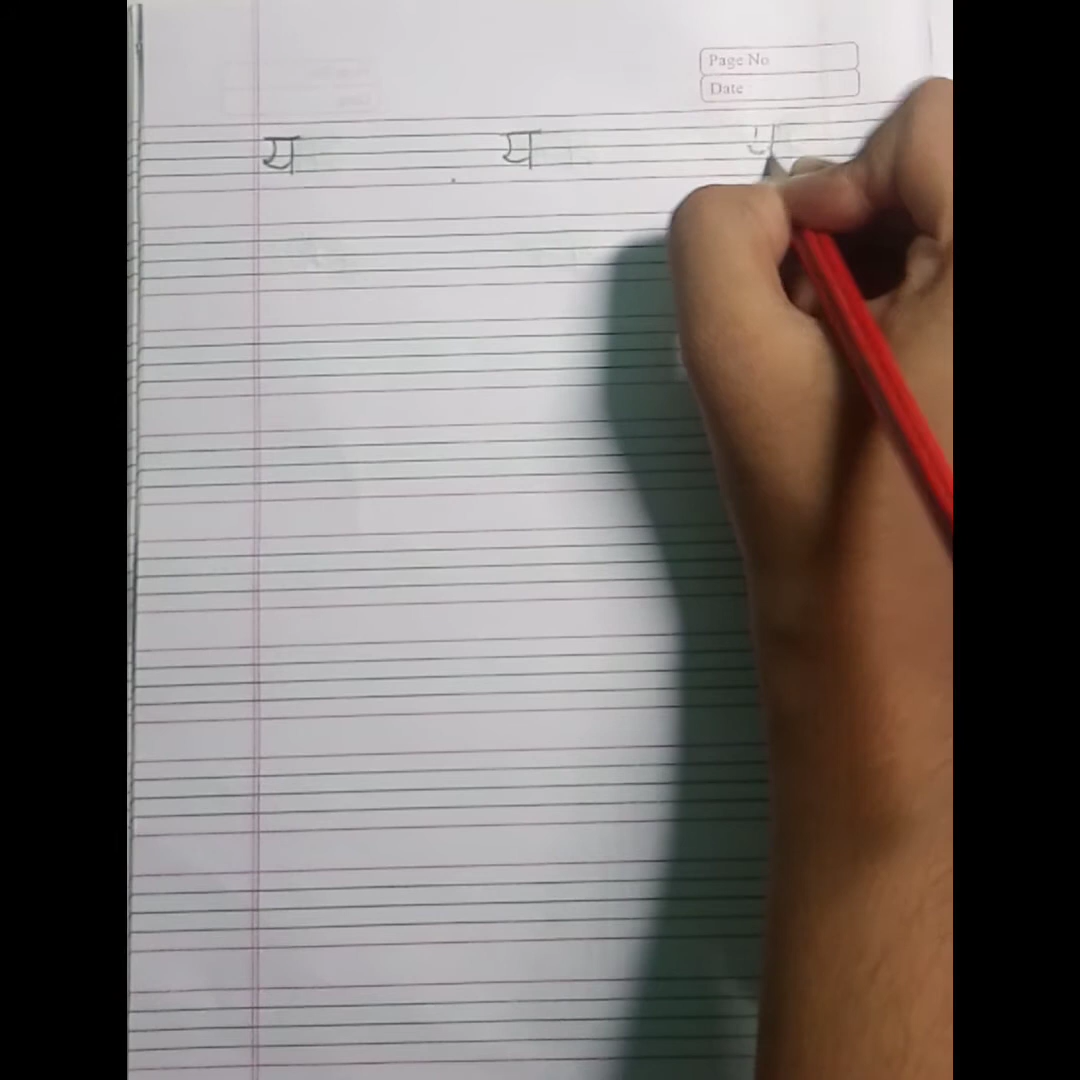 Page No
Date
य य